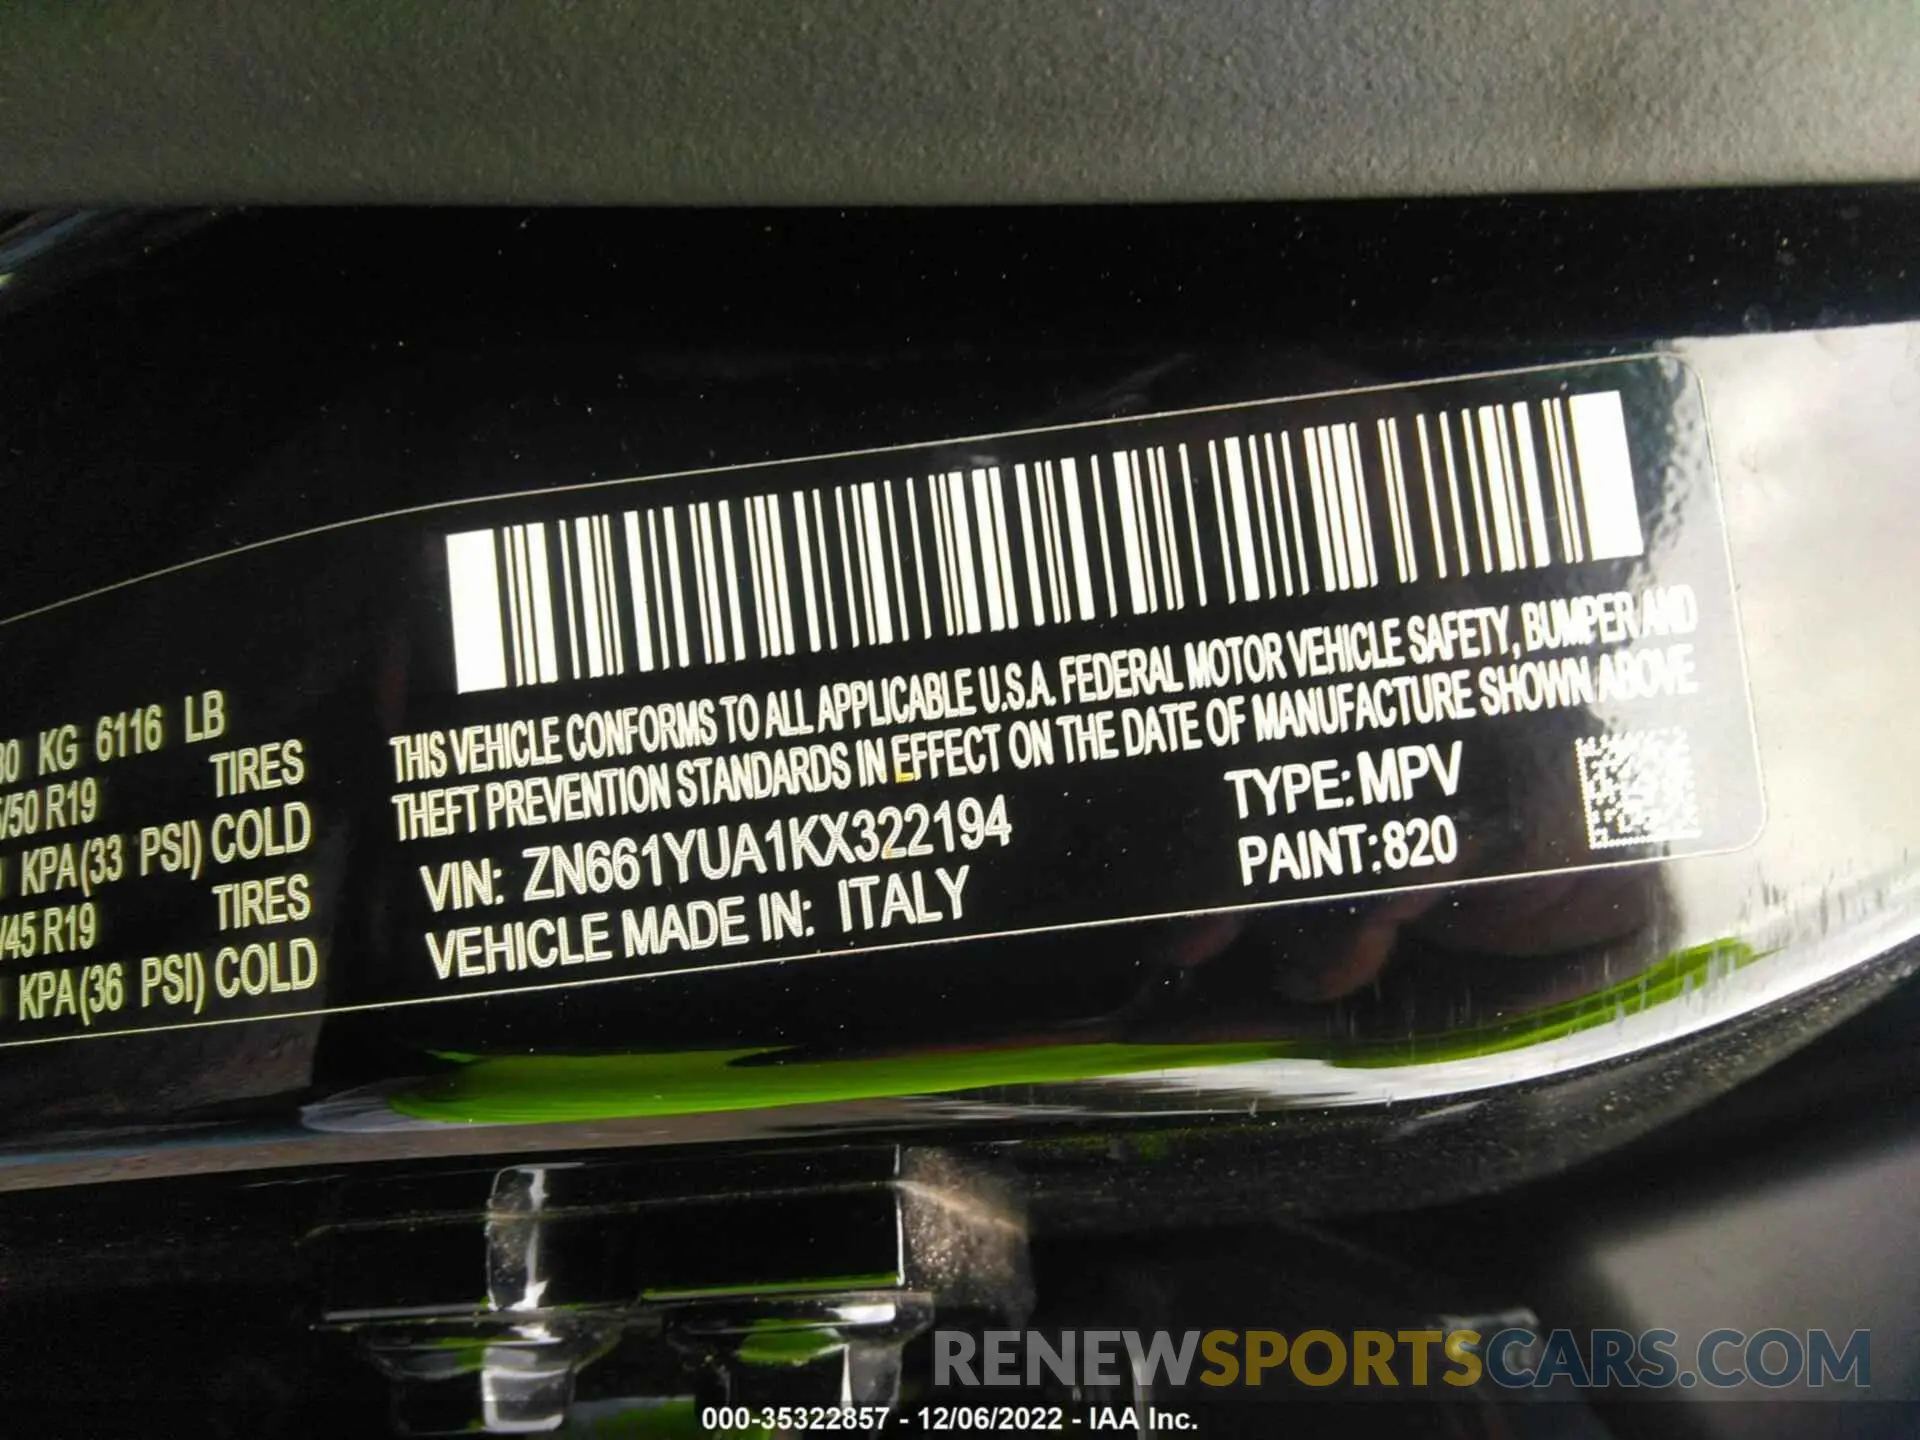 KG 6116 LB
TIRES
/50 R19
KPA (33 PSI) COLD
TIRES
/45 R19
KPA (36 PSI) COLD
THIS VEHICLE CONFORMS TO ALL APPLICABLE U.S.A. FEDERAL MOTOR VEHICLE SAFETY, BUMPER AND
THEFT PREVENTION STANDARDS IN EFFECT ON THE DATE OF MANUFACTURE SHOWN ABOVE
VIN: ZN661YUA1KX322194
TYPE: MPV
VEHICLE MADE IN: ITALY
PAINT: 820
RENEWSPORTSCARS.COM
000-35322857 - 12/06/2022 - IAA Inc.